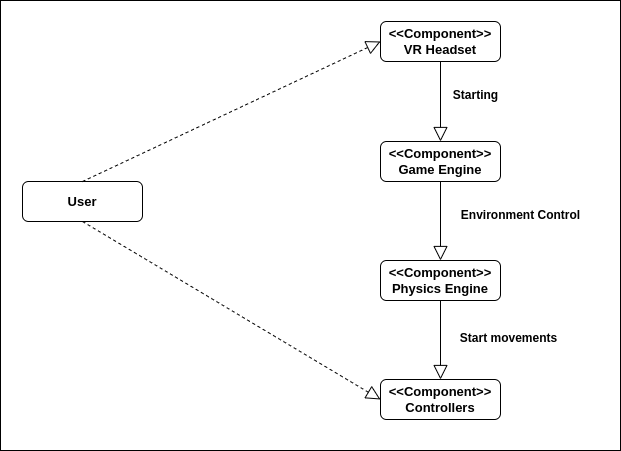 <<Component>>
VR Headset
Starting
<<Component>>
Game Engine
User
Environment Control
<<Component>>
Physics Engine
Start movements
<<Component>>
Controllers